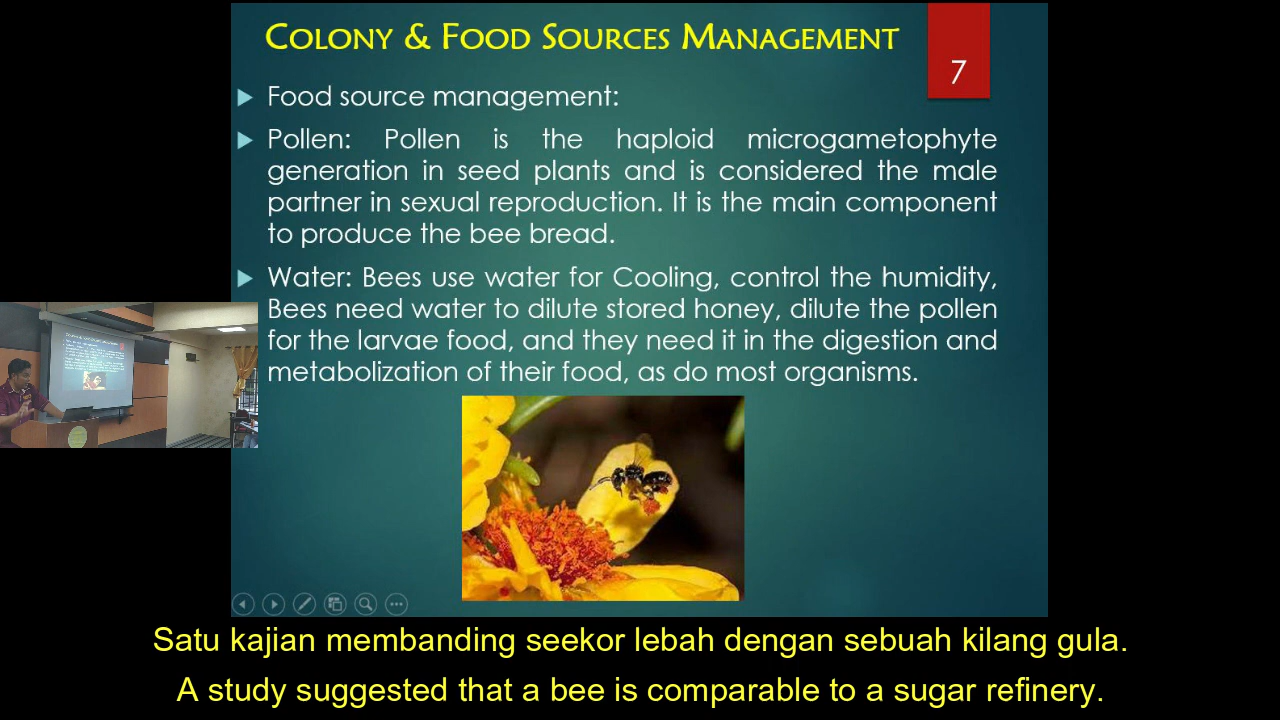 COLONY & FOOD SOURCES MANAGEMENT
7
Food source management:
Pollen: Pollen is the haploid microgametophyte
generation in seed plants and is considered the male
partner in sexual reproduction. It is the main component
to produce the bee bread.
Water: Bees use water for Cooling, control the humidity,
Bees need water to dilute stored honey, dilute the pollen
for the larvae food, and they need it in the digestion and
metabolization of their food, as do most organisms.
Satu kajian membanding seekor lebah dengan sebuah kilang gula.
A study suggested that a bee is comparable to a sugar refinery.